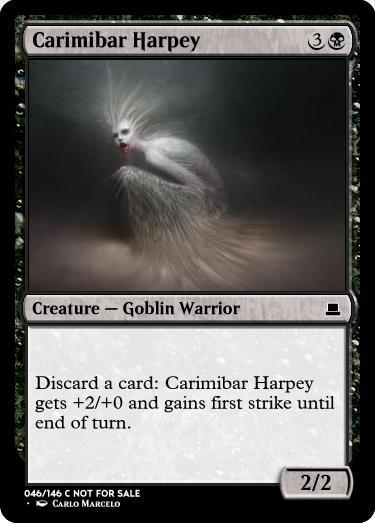 Carimibar Harpey 3
Creature — Goblin Warrior
Discard a card: Carimibar Harpey
gets +2/+0 and gains first strike until
end of turn.
2/2
046/146 C NOT FOR SALE
· Carlo Marcelo